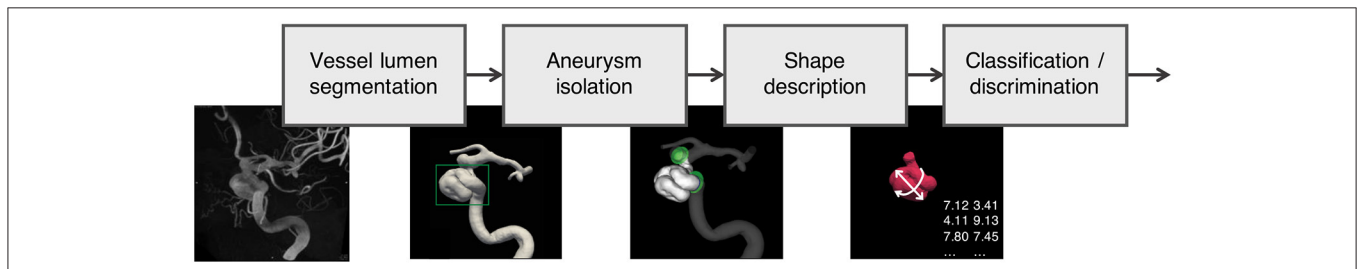 Vessel lumen
segmentation
Aneurysm
isolation
Shape
description
Classification /
discrimination
7.12 3.41
4.11 9.13
7.80 7.45
... ...